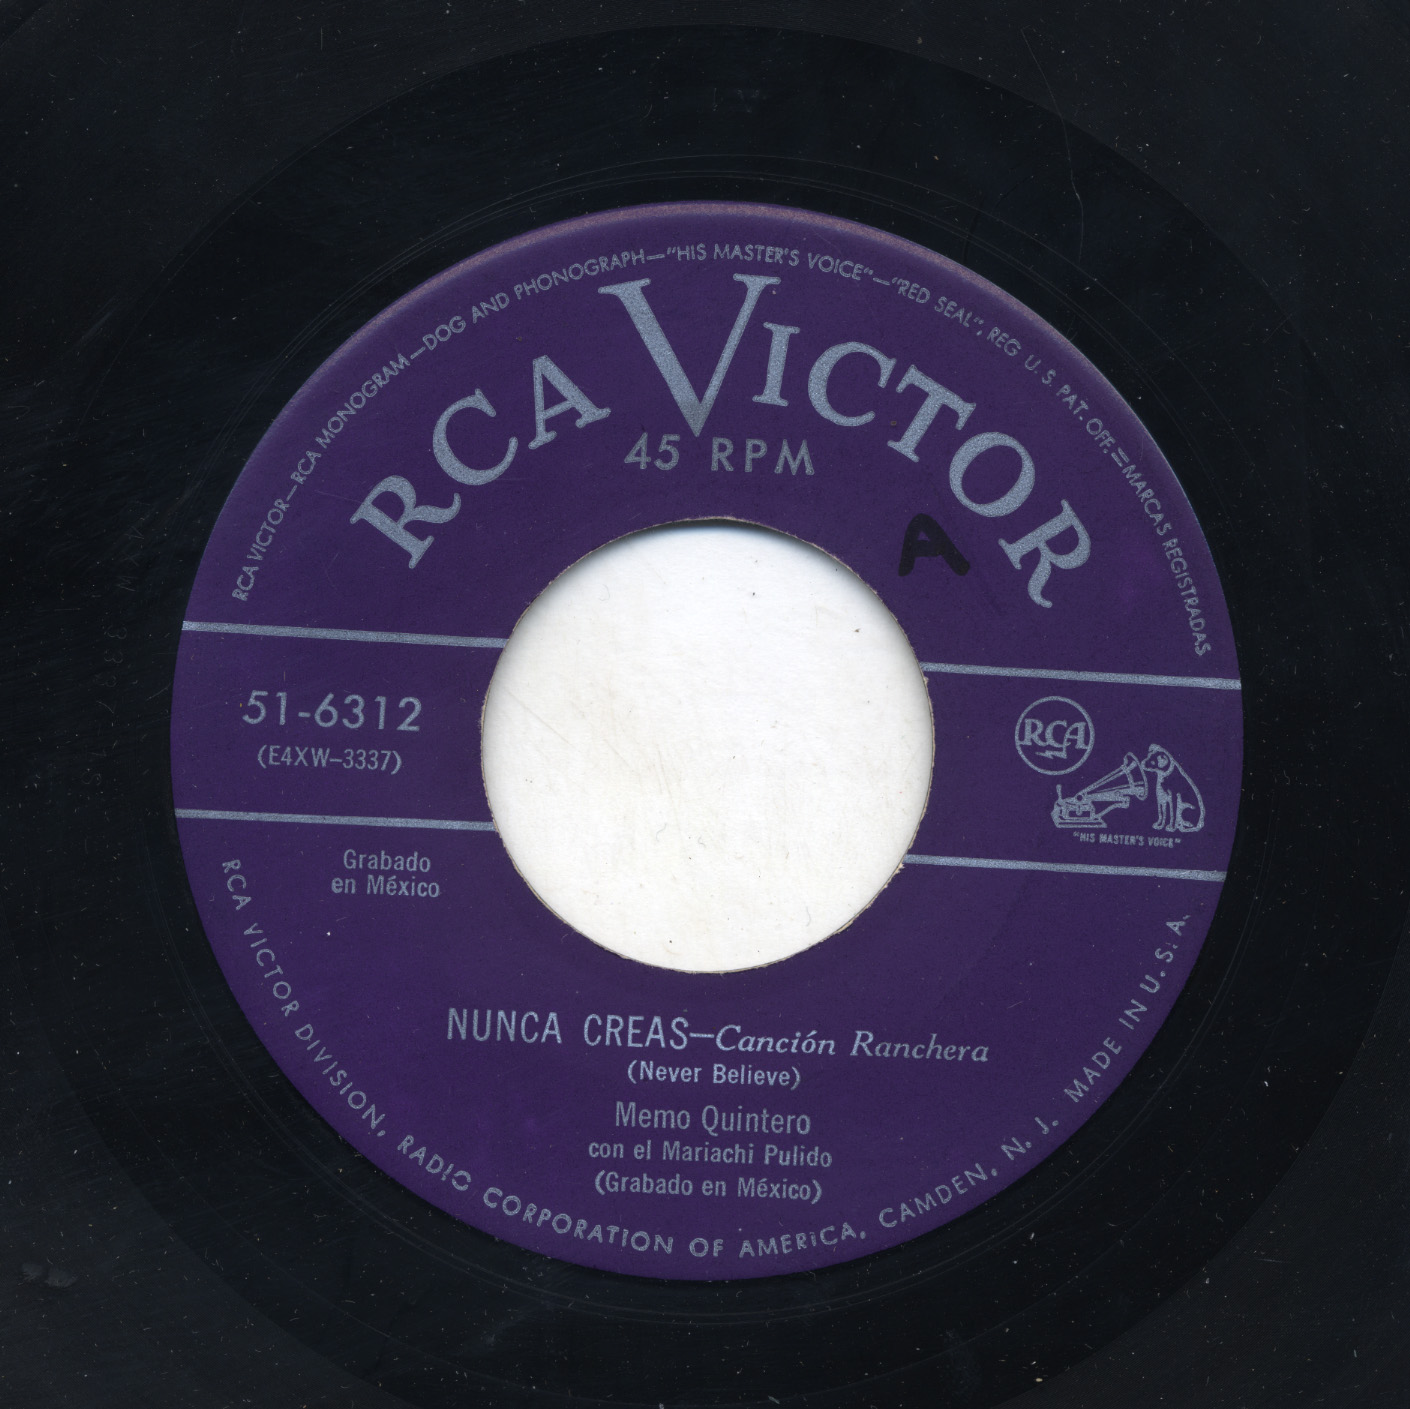 RCA VICTOR—RCA MONOGRAM—DOG AND PHONOGRAPH—"HIS MASTER'S VOICE"—"RED SEAL", REG U. S. PAT. OFF.=MARCAS REGISTRADAS
RCA VICTOR
45 RPM
A
51-6312
(E4XW—3337)
RCA
"HIS MASTER'S VOICE"
Grabado
en México
NUNCA CREAS—Canción Ranchera
(Never Believe)
Memo Quintero
con el Mariachi Pulido
(Grabado en México)
RCA VICTOR DIVISION, RADIO CORPORATION OF AMERICA, CAMDEN, N. J. MADE IN U. S. A.